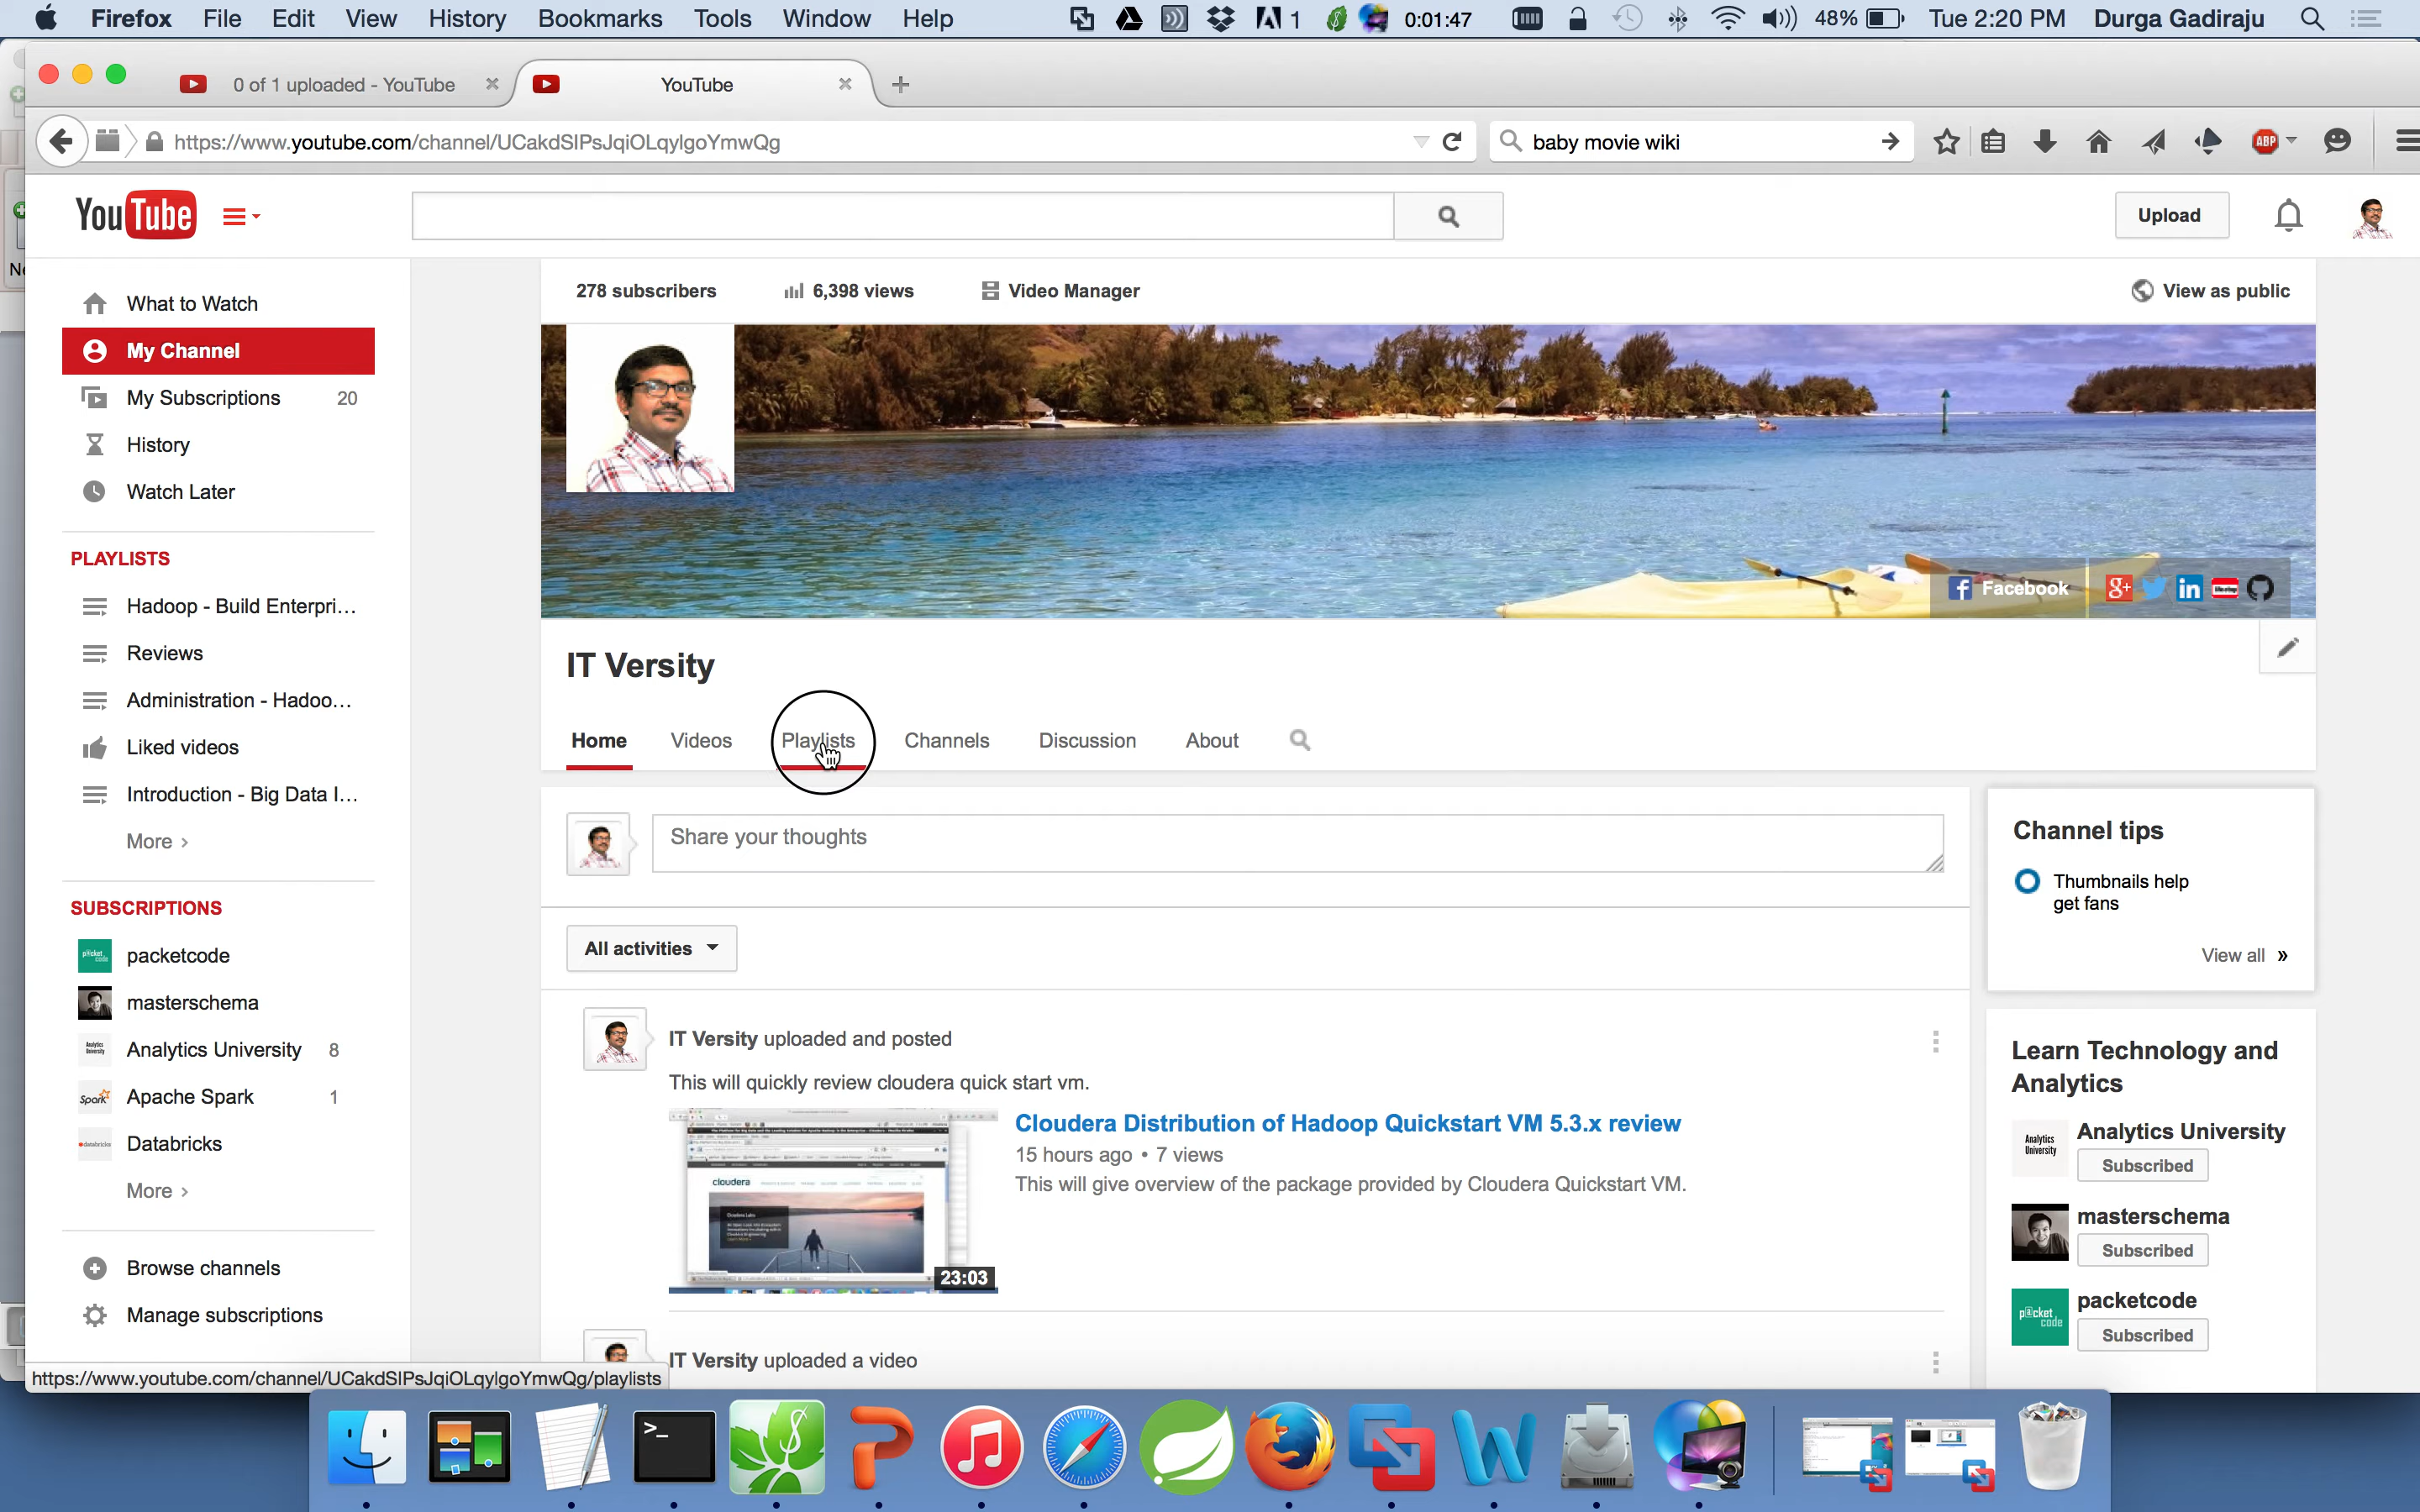 Firefox File Edit View History Bookmarks Tools Window Help 1 0:01:47 48% Tue 2:20 PM Durga Gadiraju
0 of 1 uploaded - YouTube YouTube
https://www.youtube.com/channel/UCakdSIPsJqiOLqylgoYmwQg baby movie wiki ABP
YouTube Upload
What to Watch
My Channel
My Subscriptions 20
History
Watch Later
PLAYLISTS
Hadoop - Build Enterpri...
Reviews
Administration - Hadoo...
Liked videos
Introduction - Big Data I...
More
SUBSCRIPTIONS
packetcode
masterschema
Analytics University 8
Apache Spark 1
Databricks
More
Browse channels
Manage subscriptions
278 subscribers 6,398 views Video Manager View as public
Facebook
IT Versity
Home Videos Playlists Channels Discussion About
Share your thoughts
All activities
IT Versity uploaded and posted
This will quickly review cloudera quick start vm.
Cloudera Distribution of Hadoop Quickstart VM 5.3.x review
15 hours ago • 7 views
This will give overview of the package provided by Cloudera Quickstart VM.
cloudera
23:03
IT Versity uploaded a video
Channel tips
Thumbnails help
get fans
View all »
Learn Technology and
Analytics
Analytics University
Subscribed
masterschema
Subscribed
packetcode
Subscribed
https://www.youtube.com/channel/UCakdSIPsJqiOLqylgoYmwQg/playlists